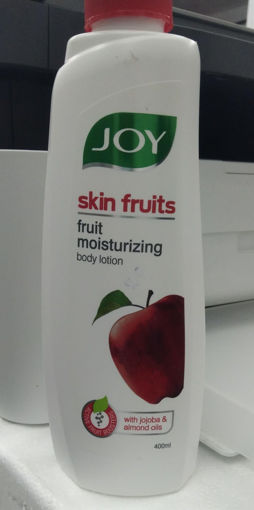 JOY
skin fruits
fruit
moisturizing
body lotion
with jojoba &
almond oils
400ml